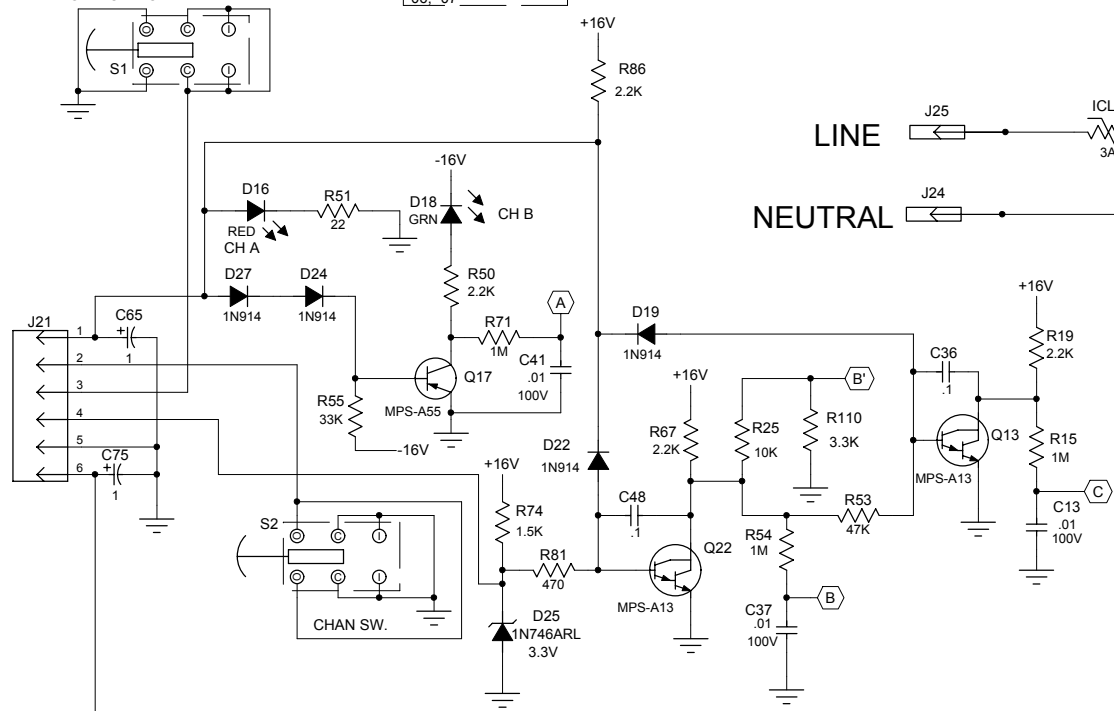 +16V
R86
2.2K
S1
O C I
O C I
LINE
J25
ICL
3A
NEUTRAL
J24
-16V
D16
RED
CH A
R51
22
D18
GRN
CH B
R50
2.2K
A
D27
1N914
D24
1N914
R71
1M
C41
.01
100V
D19
1N914
+16V
R19
2.2K
J21
1
2
3
4
5
6
C65
+
1
Q17
MPS-A55
R55
33K
-16V
+16V
R67
2.2K
R25
10K
B'
R110
3.3K
C36
.1
Q13
MPS-A13
R15
1M
C
C13
.01
100V
C75
+
1
D22
1N914
+16V
R74
1.5K
C48
.1
R53
47K
R54
1M
S2
O C I
O C I
CHAN SW.
R81
470
Q22
MPS-A13
B
D25
1N746ARL
3.3V
C37
.01
100V